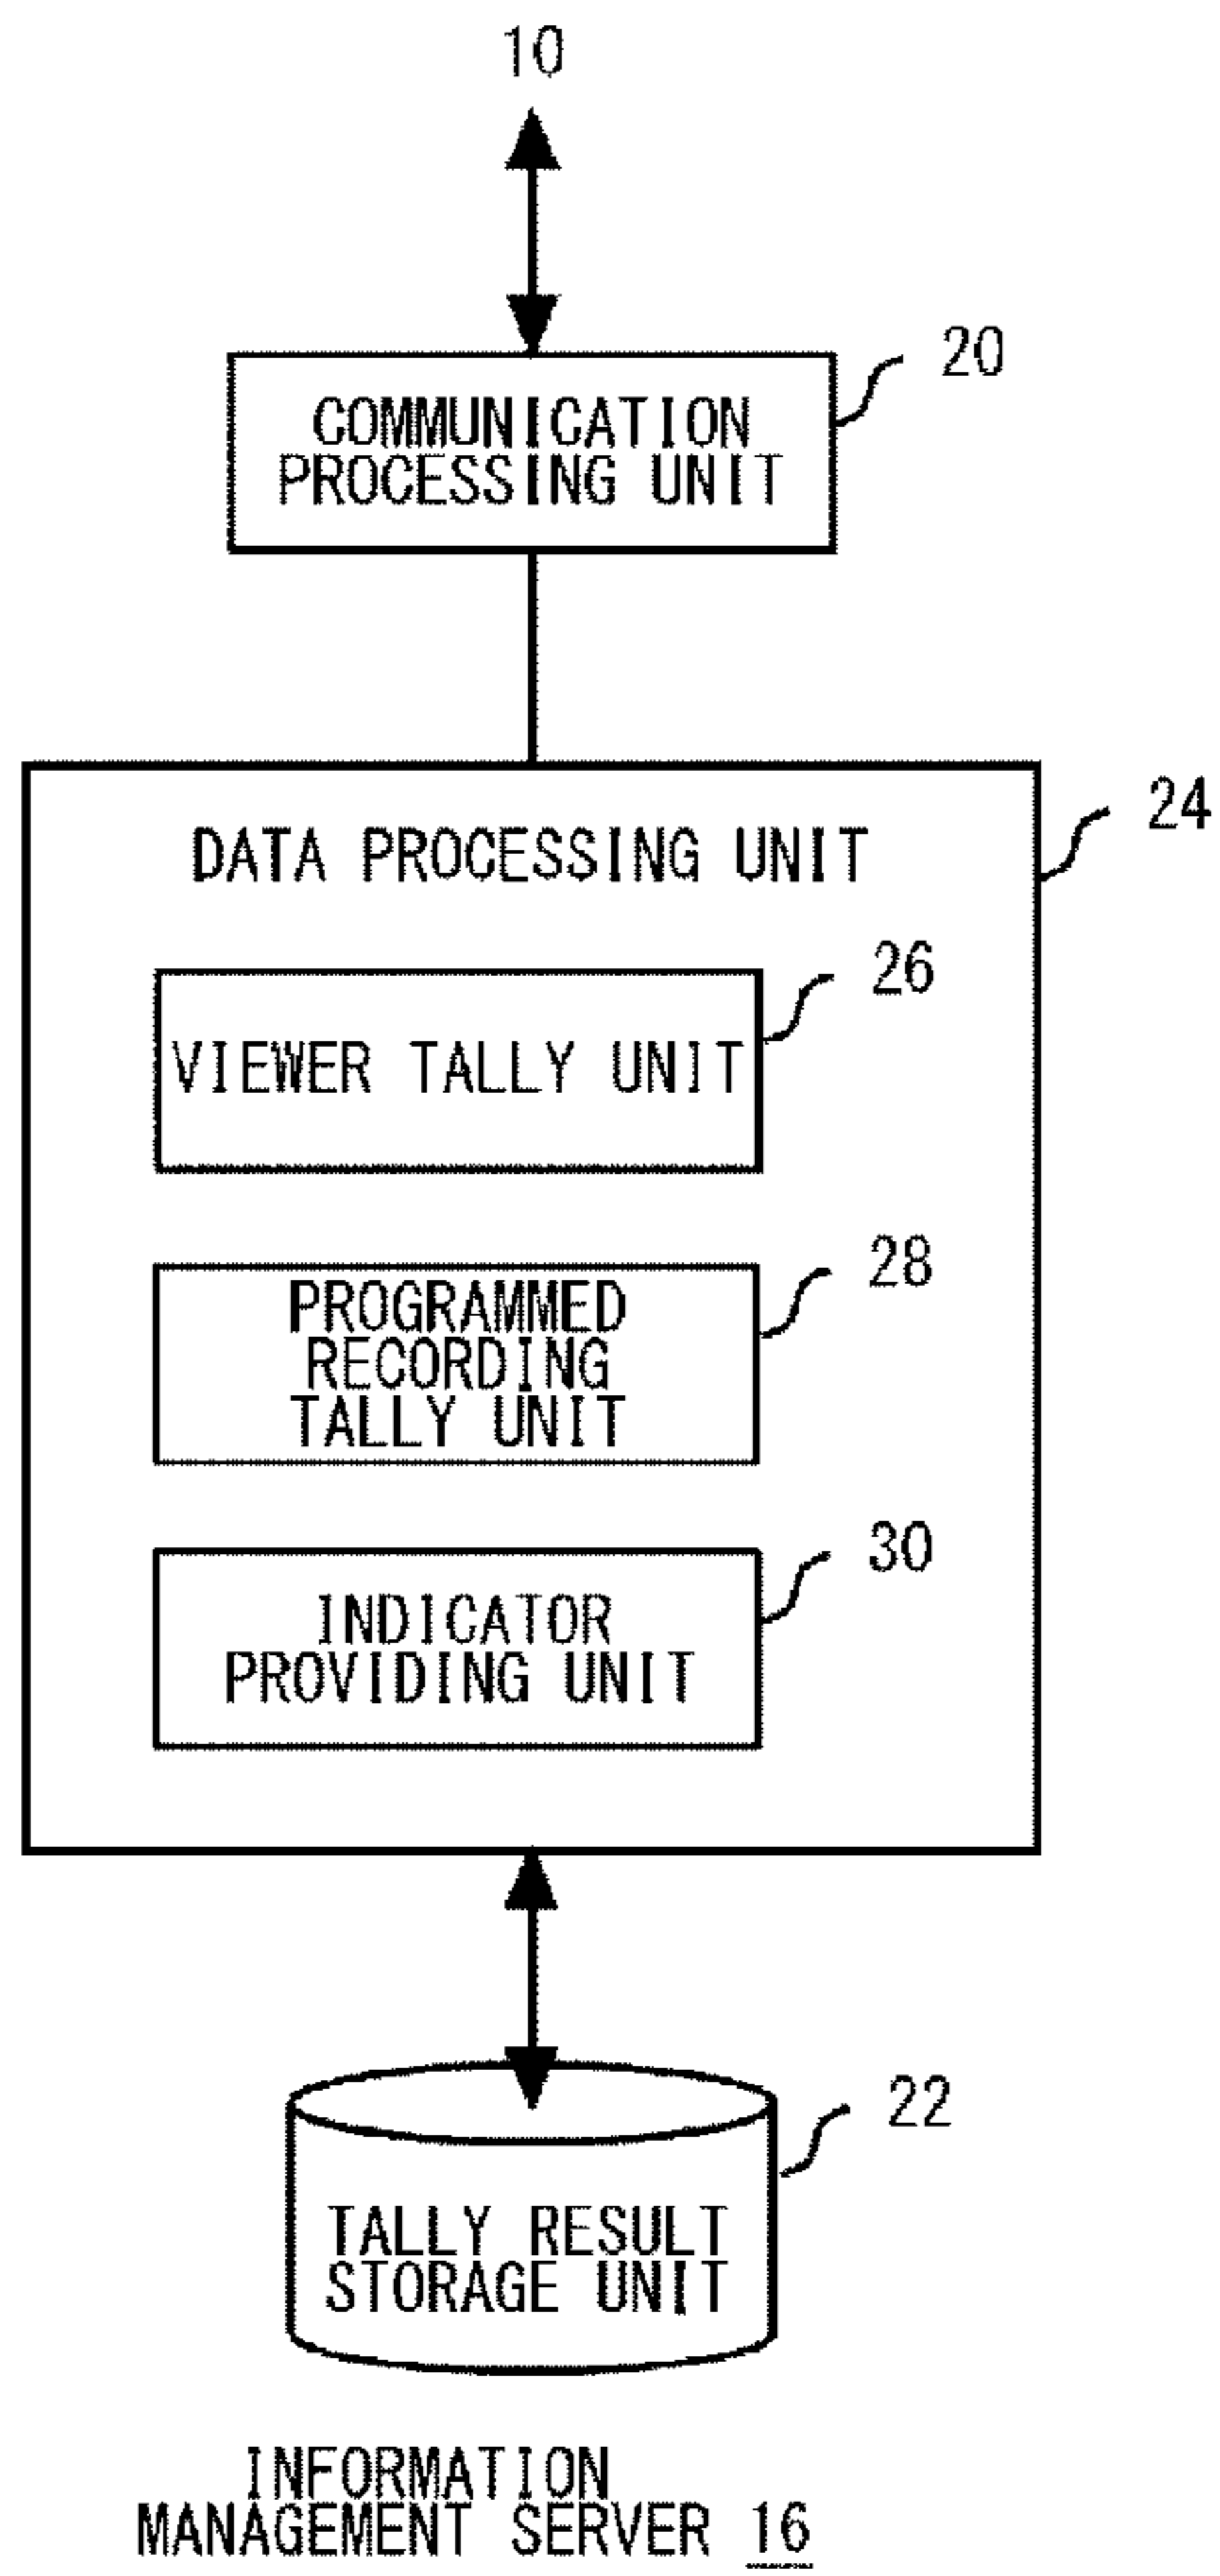 10
20
COMMUNICATION
PROCESSING UNIT
24
DATA PROCESSING UNIT
26
VIEWER TALLY UNIT
28
PROGRAMMED
RECORDING
TALLY UNIT
30
INDICATOR
PROVIDING UNIT
22
TALLY RESULT
STORAGE UNIT
INFORMATION
MANAGEMENT SERVER 16